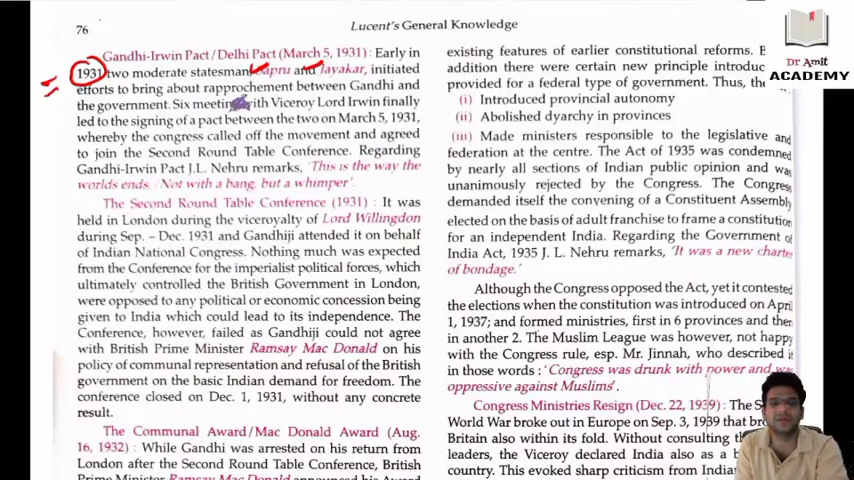 76
Lucent's General Knowledge
Gandhi-Irwin Pact/Delhi Pact (March 5, 1931) : Early in
1931 two moderate statesman, Sapru and Jayakar, initiated
efforts to bring about rapprochement between Gandhi and
the government. Six meeting with Viceroy Lord Irwin finally
led to the signing of a pact between the two on March 5, 1931,
whereby the congress called off the movement and agreed
to join the Second Round Table Conference. Regarding
Gandhi-Irwin Pact J.L. Nehru remarks, 'This is the way the
worlds ends, Not with a bang, but a whimper'.
The Second Round Table Conference (1931) : It was
held in London during the viceroyalty of Lord Willingdon
during Sep. – Dec. 1931 and Gandhiji attended it on behalf
of Indian National Congress. Nothing much was expected
from the Conference for the imperialist political forces, which
ultimately controlled the British Government in London,
were opposed to any political or economic concession being
given to India which could lead to its independence. The
Conference, however, failed as Gandhiji could not agree
with British Prime Minister Ramsay Mac Donald on his
policy of communal representation and refusal of the British
government on the basic Indian demand for freedom. The
conference closed on Dec. 1, 1931, without any concrete
result.
The Communal Award/Mac Donald Award (Aug.
16, 1932) : While Gandhi was arrested on his return from
London after the Second Round Table Conference, British
Prime Minister Ramsay Mac Donald announced his Award
existing features of earlier constitutional reforms.
addition there were certain new principle
provided for a federal type of government. Thus, the
(i) Introduced provincial autonomy
(ii) Abolished dyarchy in provinces
(iii) Made ministers responsible to the legislative and
federation at the centre. The Act of 1935 was condemned
by nearly all sections of Indian public opinion and was
unanimously rejected by the Congress. The Congress
demanded itself the convening of a Constituent Assembly
elected on the basis of adult franchise to frame a constitution
for an independent India. Regarding the Government of
India Act, 1935 J. L. Nehru remarks, 'It was a new charter
of bondage.'
Although the Congress opposed the Act, yet it contested
the elections when the constitution was introduced on April
1, 1937; and formed ministries, first in 6 provinces and then
in another 2. The Muslim League was however, not happy
with the Congress rule, esp. Mr. Jinnah, who described it
in those words : 'Congress was drunk with power and was
oppressive against Muslims'.
Congress Ministries Resign (Dec. 22, 1939) : The
World War broke out in Europe on Sep. 3, 1939 that
Britain also within its fold. Without consulting
leaders, the Viceroy declared India also as a
country. This evoked sharp criticism from
Dr Amit
ACADEMY